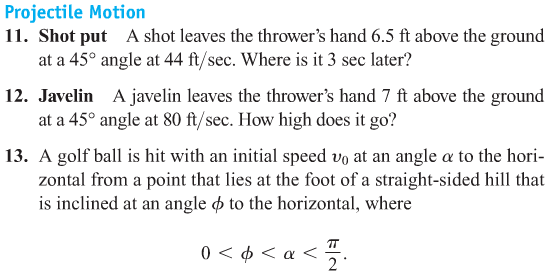 Projectile Motion
11. Shot put A shot leaves the thrower's hand 6.5 ft above the ground
at a 45° angle at 44 ft/sec. Where is it 3 sec later?
12. Javelin A javelin leaves the thrower's hand 7 ft above the ground
at a 45° angle at 80 ft/sec. How high does it go?
13. A golf ball is hit with an initial speed v₀ at an angle α to the hori-
zontal from a point that lies at the foot of a straight-sided hill that
is inclined at an angle ϕ to the horizontal, where
0 < ϕ < α < π/2.